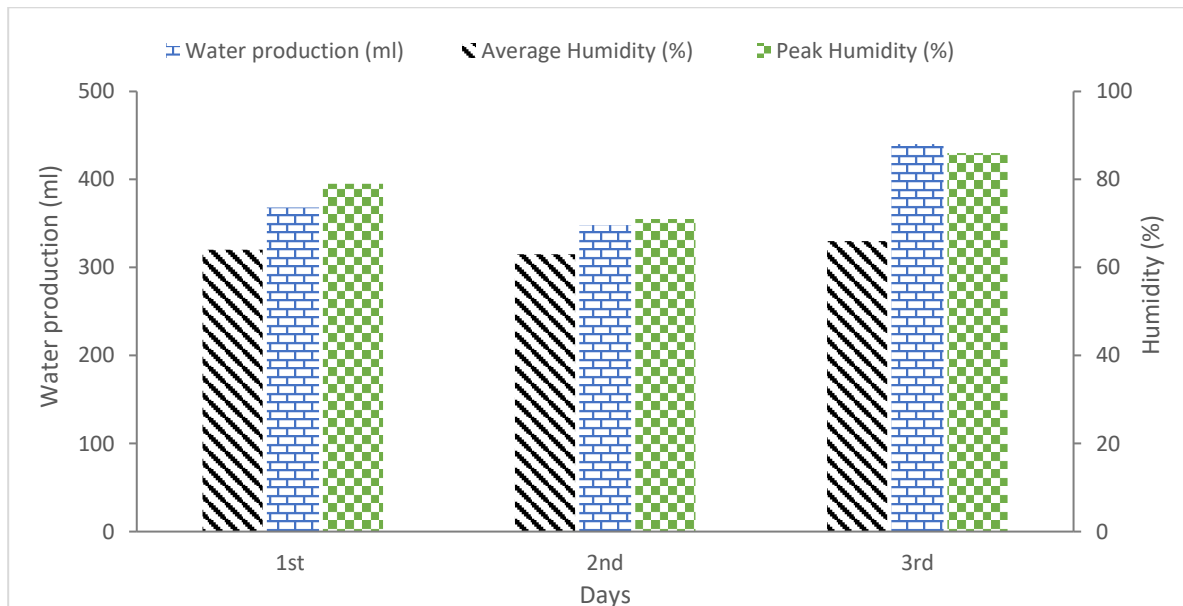 Water production (ml) Average Humidity (%) Peak Humidity (%)
500 100
400 80
300 60
200 40
100 20
0 0
Water production (ml)
Humidity (%)
1st 2nd 3rd
Days